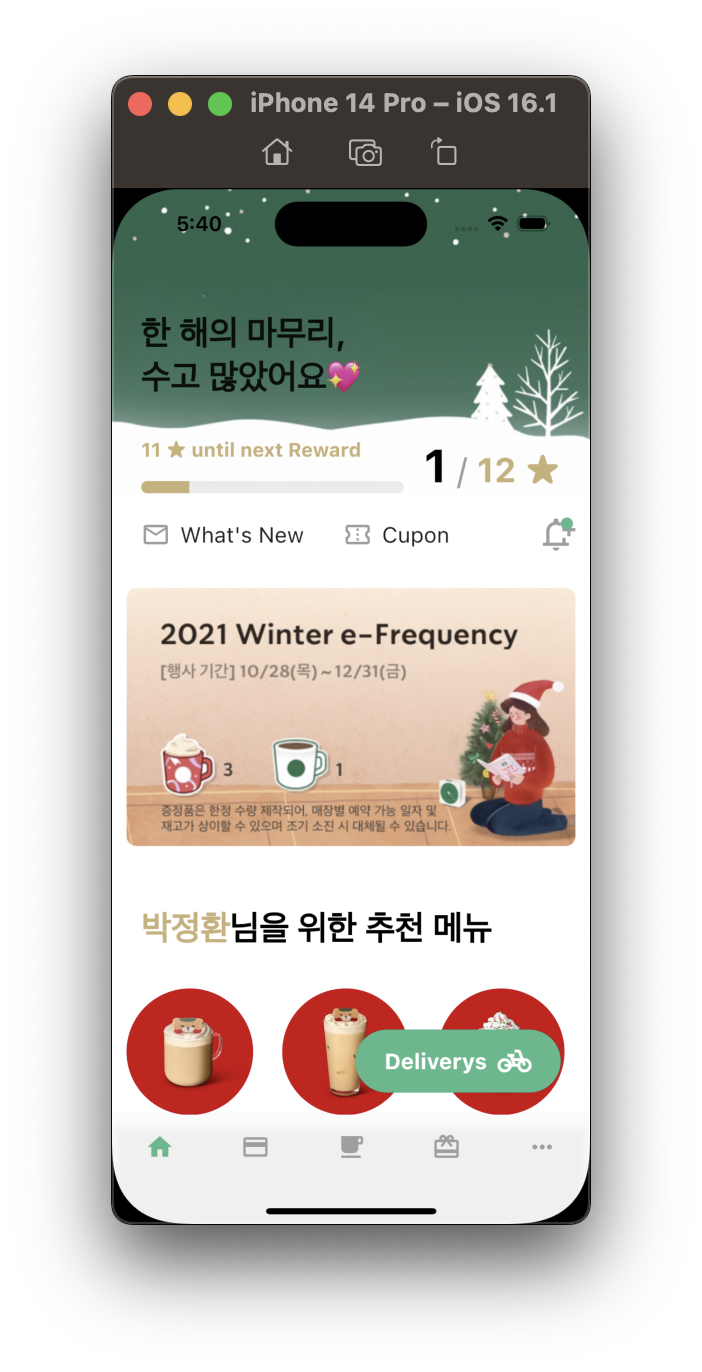 iPhone 14 Pro – iOS 16.1
5:40
한 해의 마무리,
수고 많았어요💖
11 ★ until next Reward
1 / 12 ★
What's New
Cupon
2021 Winter e-Frequency
[행사 기간] 10/28(목) ~ 12/31(금)
3
1
증정품은 한정 수량 제작되어, 매장별 예약 가능 일자 및
재고가 상이할 수 있으며 조기 소진 시 대체될 수 있습니다.
박정환님을 위한 추천 메뉴
Deliverys